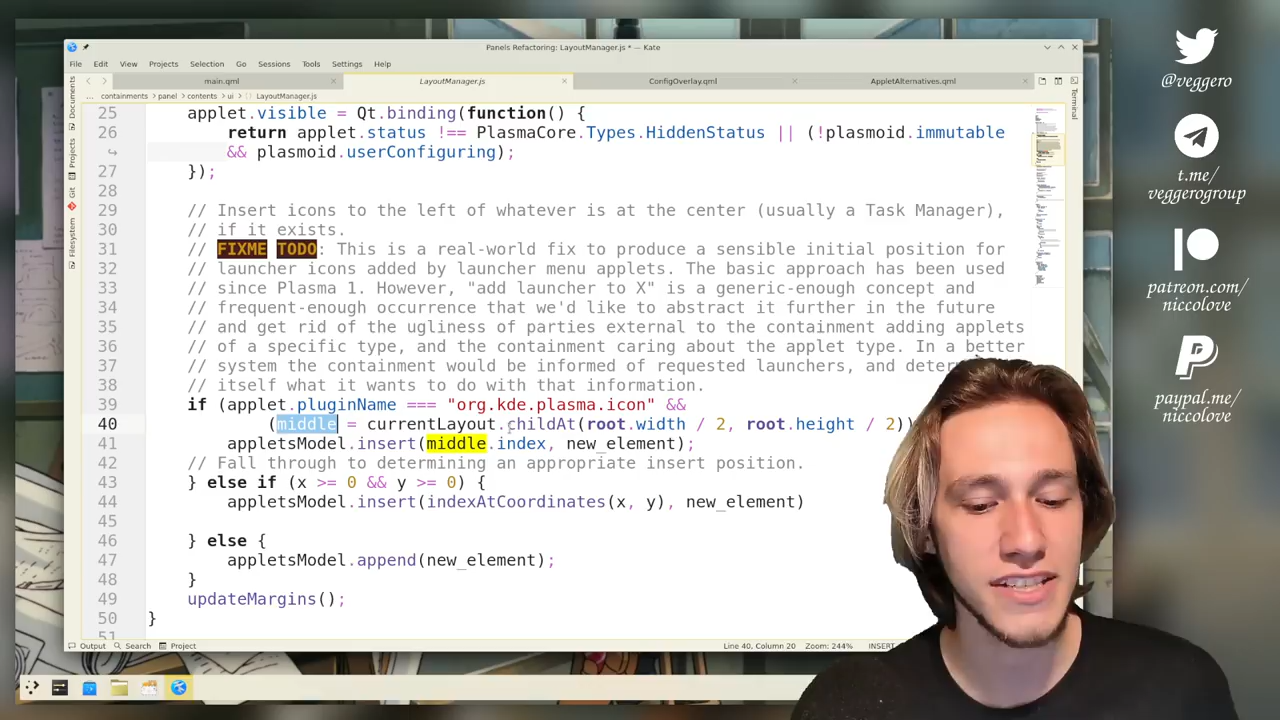 Panels Refactoring: LayoutManager.js * — Kate
File Edit View Projects Selection Go Sessions Tools Settings Help
main.qml LayoutManager.js ConfigOverlay.qml AppletAlternatives.qml
... containments panel contents ui LayoutManager.js
Documents
Projects
Git
Filesystem
Terminal
25 applet.visible = Qt.binding(function() {
26 return applet.status !== PlasmaCore.Types.HiddenStatus || (!plasmoid.immutable
&& plasmoid.userConfiguring);
27 });
28
29 // Insert icons to the left of whatever is at the center (usually a Task Manager),
30 // if it exists.
31 // FIXME TODO: This is a real-world fix to produce a sensible initial position for
32 // launcher icons added by launcher menu applets. The basic approach has been used
33 // since Plasma 1. However, "add launcher to X" is a generic-enough concept and
34 // frequent-enough occurrence that we'd like to abstract it further in the future
35 // and get rid of the ugliness of parties external to the containment adding applets
36 // of a specific type, and the containment caring about the applet type. In a better
37 // system the containment would be informed of requested launchers, and deter
38 // itself what it wants to do with that information.
39 if (applet.pluginName === "org.kde.plasma.icon" &&
40 (middle = currentLayout.childAt(root.width / 2, root.height / 2))
41 appletsModel.insert(middle.index, new_element);
42 // Fall through to determining an appropriate insert position.
43 } else if (x >= 0 && y >= 0) {
44 appletsModel.insert(indexAtCoordinates(x, y), new_element)
45
46 } else {
47 appletsModel.append(new_element);
48 }
49 updateMargins();
50 }
51
Output Search Project Line 40, Column 20 Zoom: 244% INSERT
@veggero
t.me/
veggerogroup
patreon.com/
niccolove
paypal.me/
niccolove